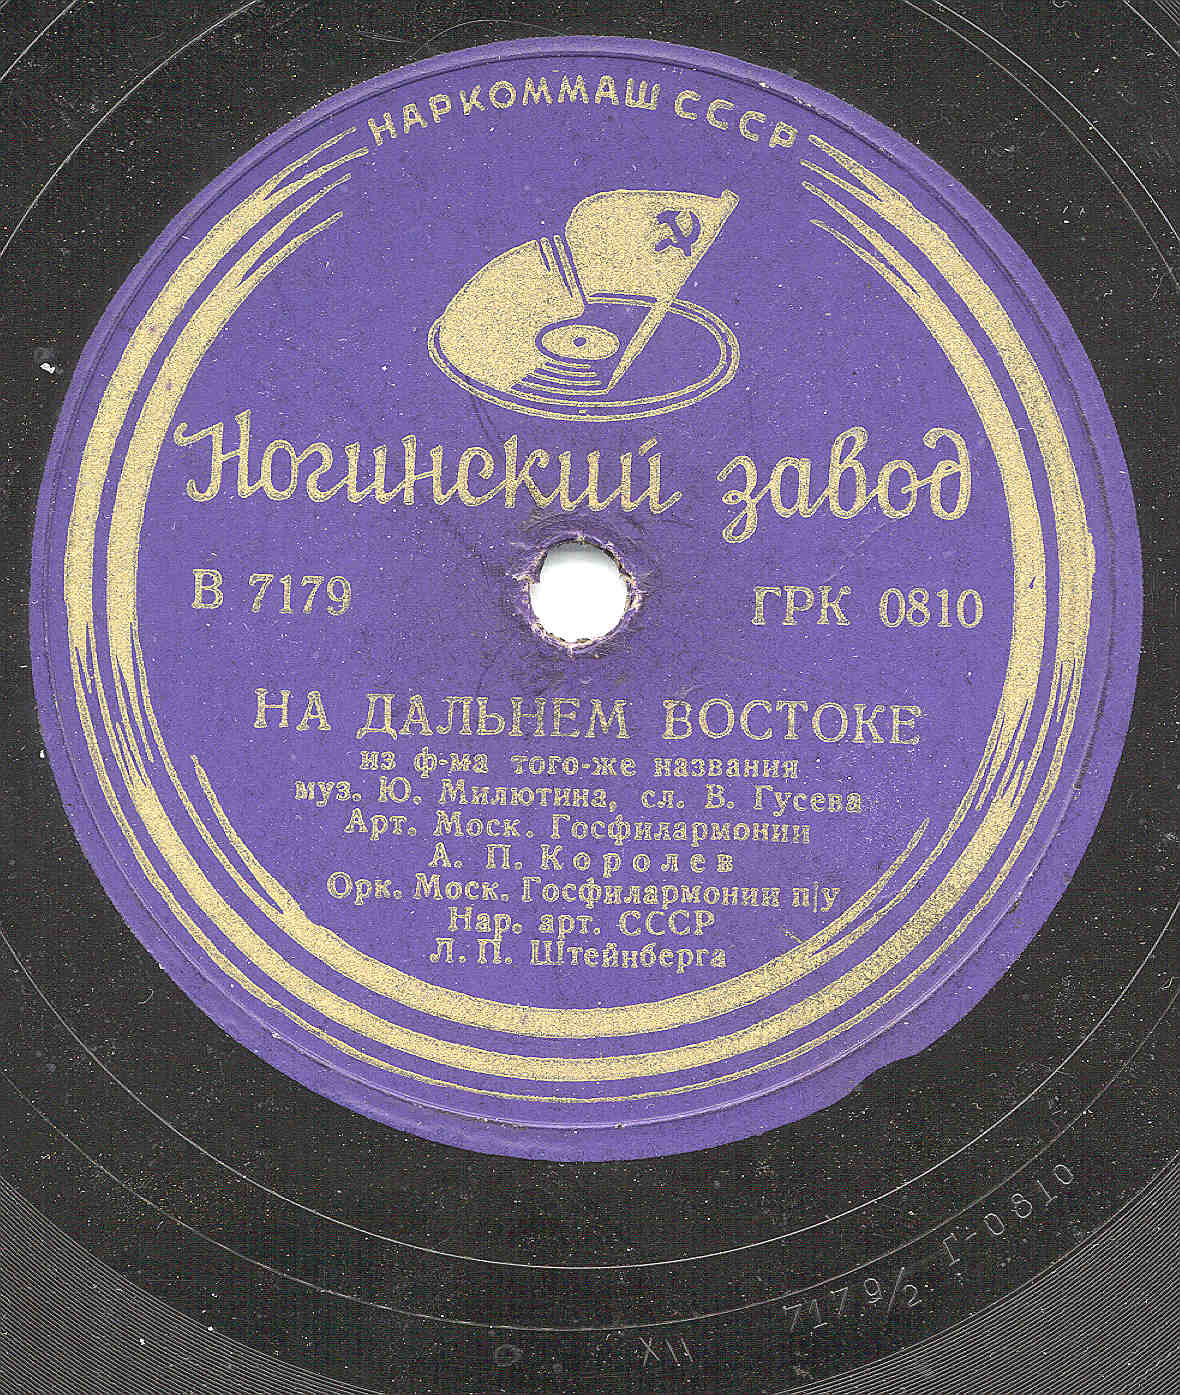 НАРКОММАШ СССР
Ногинский завод
В 7179 ГРК 0810
НА ДАЛЬНЕМ ВОСТОКЕ
из ф-ма того-же названия
муз. Ю. Милютина, сл. В. Гусева
Арт. Моск. Госфилармонии
А. П. Королев
Орк. Моск. Госфилармонии п/у
Нар. арт. СССР
Л. П. Штейнберга
7179/2 Г-0810
XII